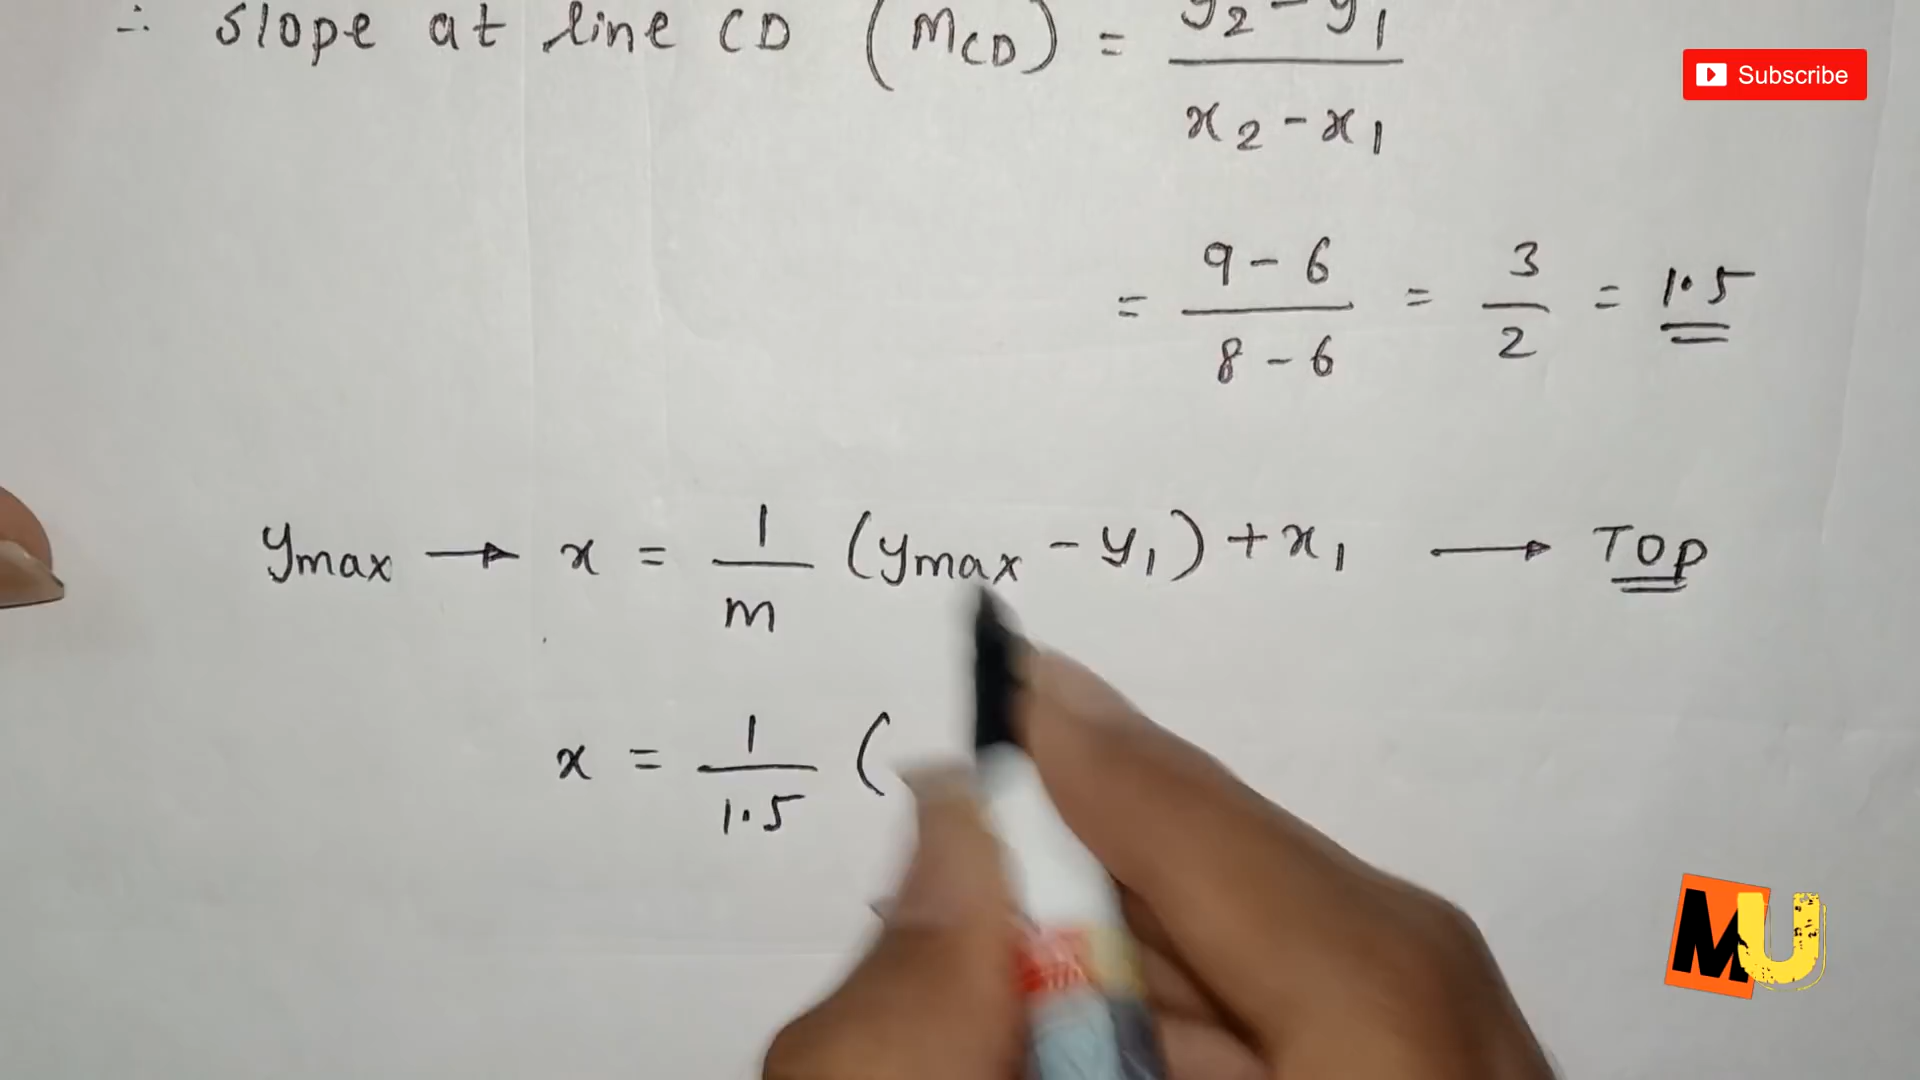 ∴ Slope at line CD (M_CD) = y2 - y1 / x2 - x1
Subscribe
= 9 - 6 / 8 - 6 = 3 / 2 = 1.5
ymax → x = 1 / m (ymax - y1) + x1 → TOP
x = 1 / 1.5 (
MU